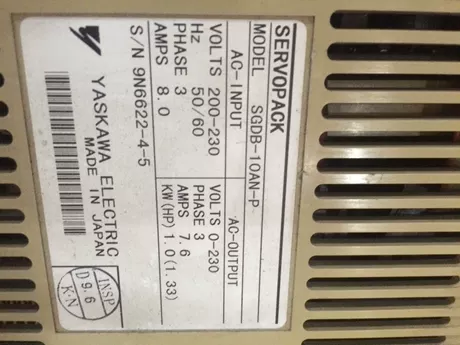 SERVOPACK
MODEL SGDB-10AN-P
AC-INPUT AC-OUTPUT
VOLTS 200-230 VOLTS 0-230
Hz 50/60 PHASE 3
PHASE 3 AMPS 7.6
AMPS 8.0 KW(HP) 1.0(1.33)
S/N 9N6622-4-5
YASKAWA ELECTRIC
MADE IN JAPAN
INSP
D9.6
K.N